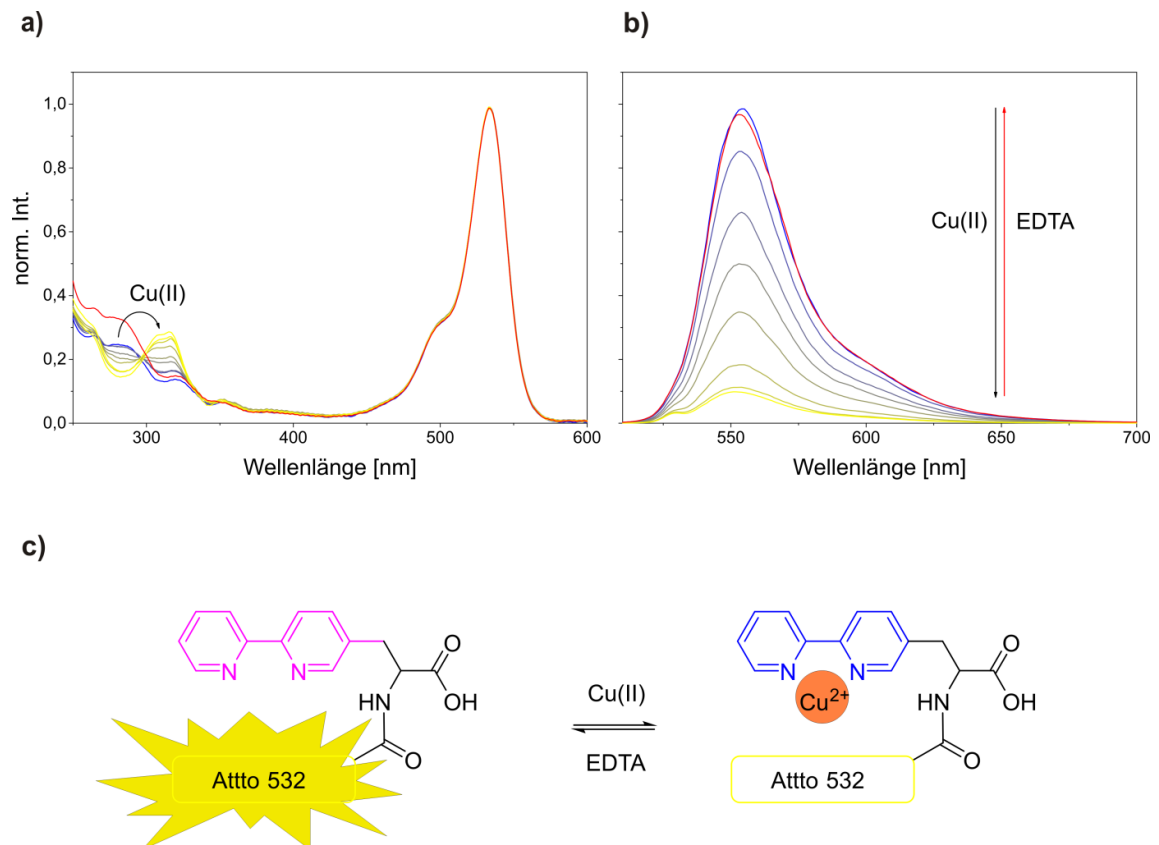 a)
norm. Int.
1,0
0,8
0,6
0,4
0,2
0,0
Cu(II)
300
400
500
600
Wellenlänge [nm]
b)
Cu(II)
EDTA
550
600
650
700
Wellenlänge [nm]
c)
N
N
O
OH
HN
O
Attto 532
Cu(II)
EDTA
N
N
Cu2+
O
OH
HN
O
Attto 532